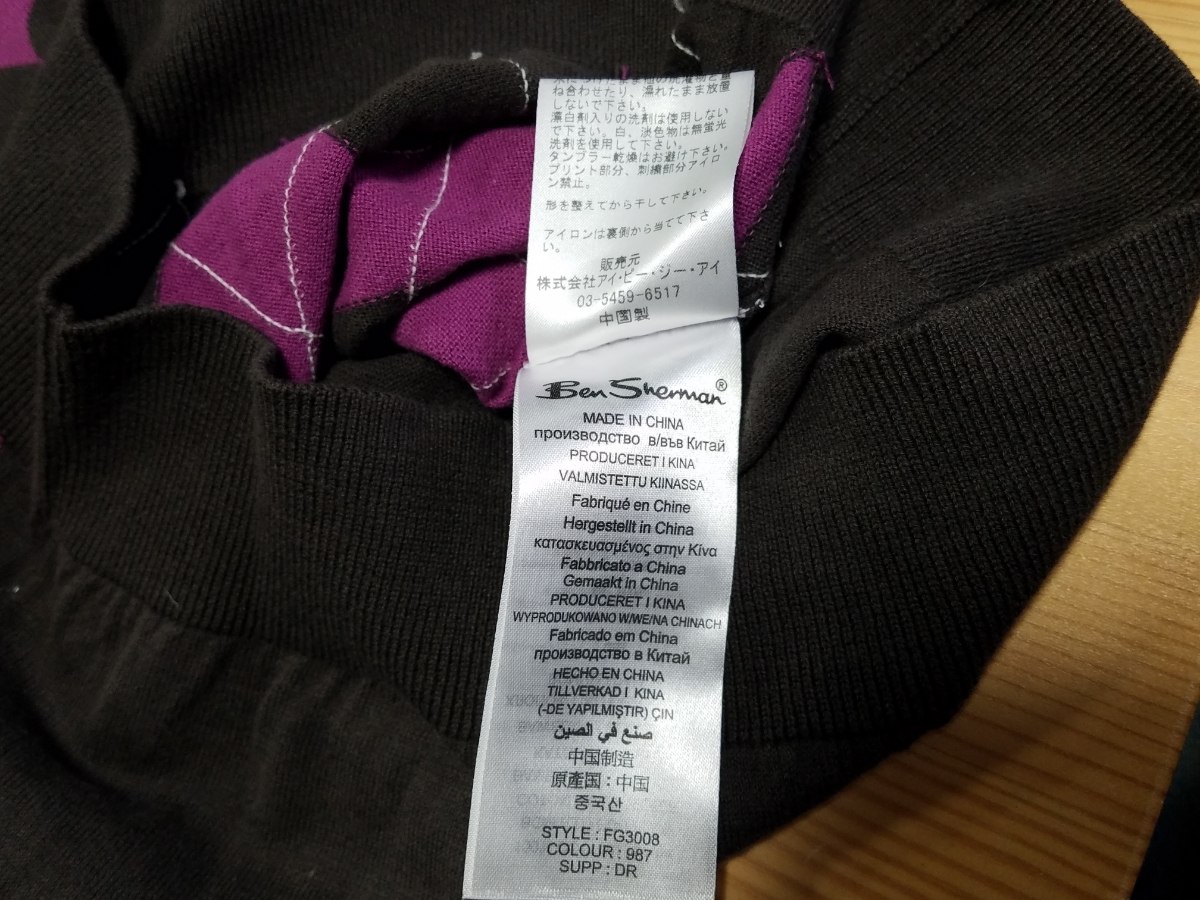 ね合わせたり、濡れたまま放置
しないで下さい。
漂白剤入りの洗剤は使用しない
で下さい。白、淡色物は無蛍光
洗剤を使用して下さい。
タンブラー乾燥はお避け下さい。
プリント部分、刺繍部分アイロ
ン禁止。
形を整えてから干して下さい。
アイロンは裏側から当てて下さ
い。
販売元
株式会社アイ・ピー・ジー・アイ
03-5459-6517
中国製
Ben Sherman®
MADE IN CHINA
производство в/във Китай
PRODUCERET I KINA
VALMISTETTU KIINASSA
Fabriqué en Chine
Hergestellt in China
κατασκευασμένος στην Κίνα
Fabbricato a China
Gemaakt in China
PRODUCERET I KINA
WYPRODUKOWANO W/WE/NA CHINACH
Fabricado em China
производство в Китай
HECHO EN CHINA
TILLVERKAD I KINA
(-DE YAPILMIŞTIR) ÇIN
صنع في الصين
中国制造
原產国：中国
중국산
STYLE : FG3008
COLOUR : 987
SUPP : DR